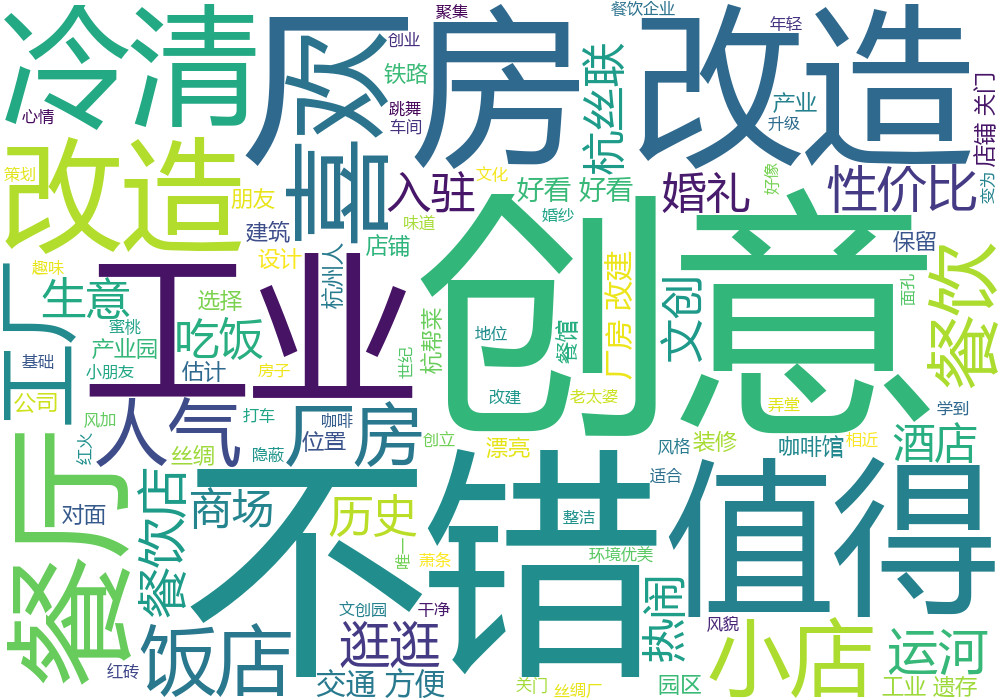 冷清
厂房 改造
创意
不错
工业
值得
改造
餐厅
喜欢
工厂
人气
厂房
饭店
小店
餐饮
餐饮店
杭丝联
入驻
婚礼
性价比
生意
吃饭
文创
酒店
运河
热闹
逛逛
历史
商场
交通 方便
好看 好看
厂房 改建
店铺 关门
杭帮菜
餐馆
咖啡馆
装修
漂亮
位置
丝绸
店铺
设计
建筑
朋友
选择
产业园
估计
公司
对面
保留
产业
铁路
杭州人
园区
工业 遗存
聚集
创业
跳舞
车间
餐饮企业
年轻
升级
好像
变为
心情
策划
趣味
蜜桃
基础
小朋友
房子
世纪
风加
打车
咖啡
隐蔽
创立
红火
红砖
文化
味道
婚纱
地位
改建
老太婆
弄堂
面孔
学到
风格
相近
适合
整洁
环境优美
唯一
萧条
文创园
干净
关门
丝绸厂
风貌